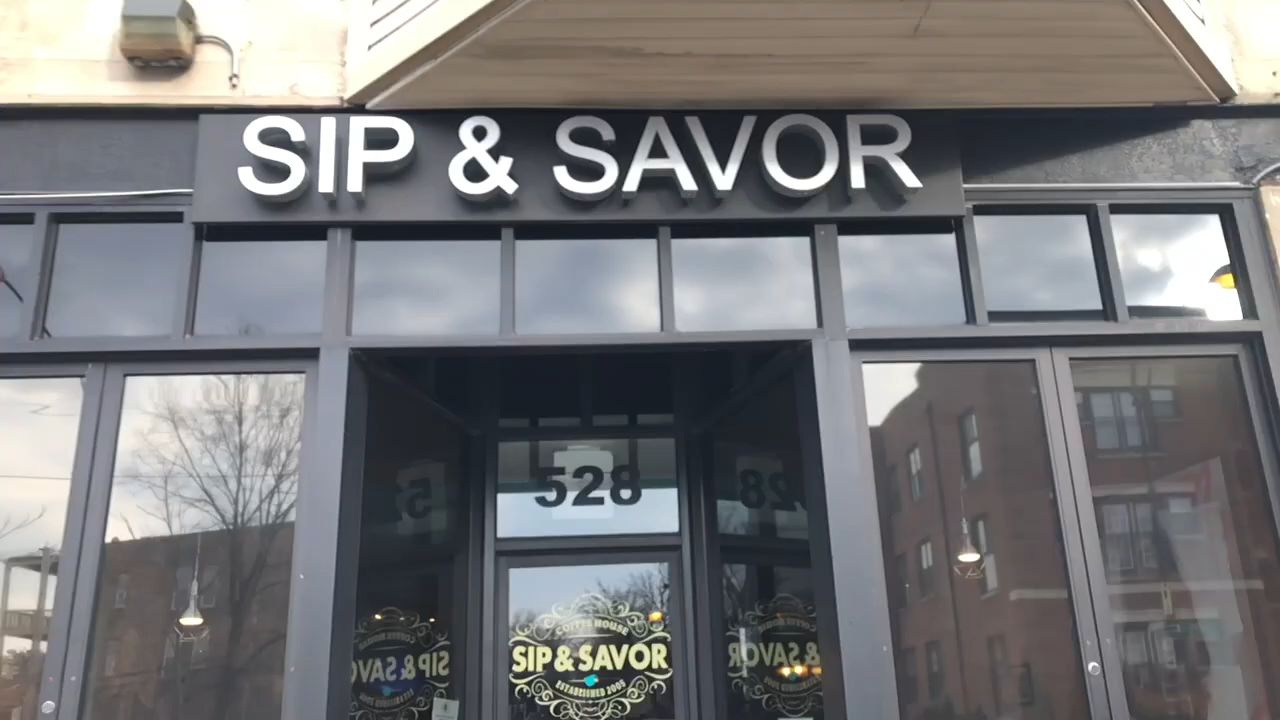 SIP & SAVOR
528
COFFEE HOUSE
SIP & SAVOR
ESTABLISHED 2005